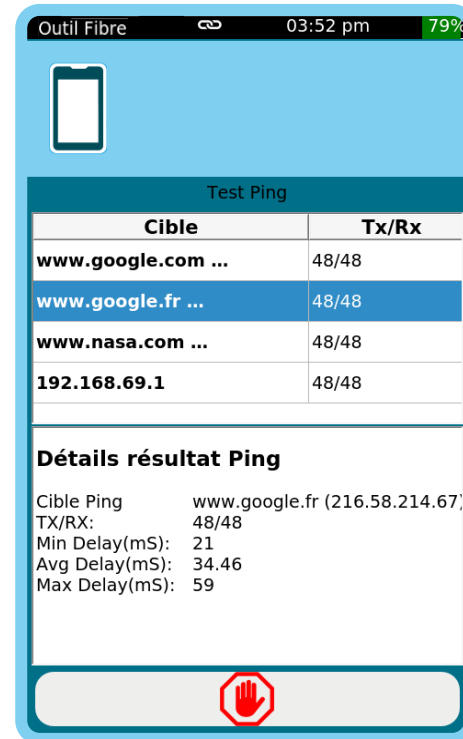 Outil Fibre 03:52 pm 79%
Test Ping
Cible Tx/Rx
www.google.com ... 48/48
www.google.fr ... 48/48
www.nasa.com ... 48/48
192.168.69.1 48/48
Détails résultat Ping
Cible Ping www.google.fr (216.58.214.67)
TX/RX: 48/48
Min Delay(mS): 21
Avg Delay(mS): 34.46
Max Delay(mS): 59